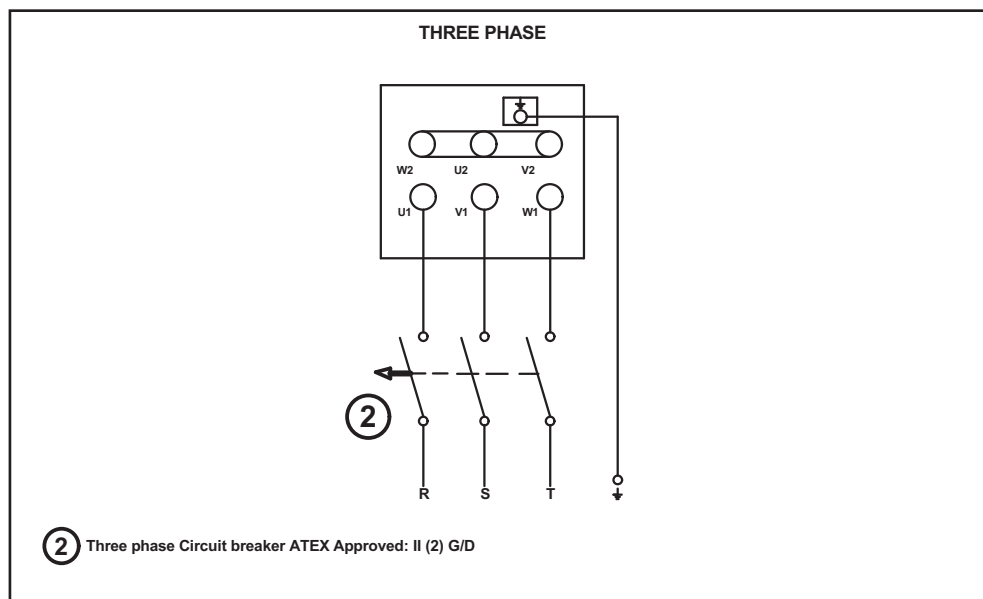 THREE PHASE
W2 U2 V2
U1 V1 W1
2
R S T
2 Three phase Circuit breaker ATEX Approved: II (2) G/D